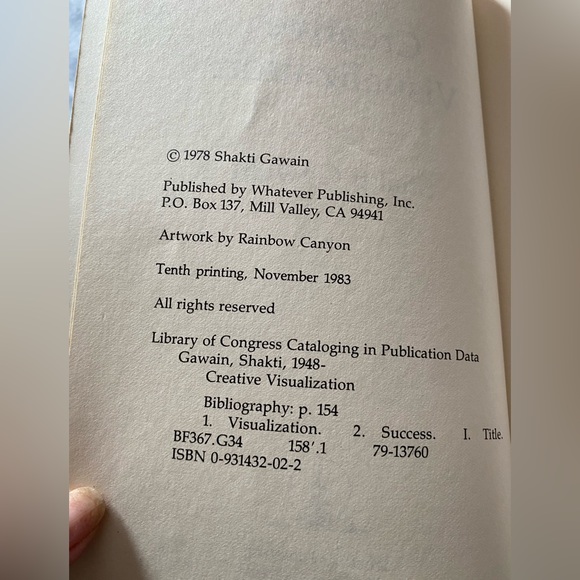 © 1978 Shakti Gawain
Published by Whatever Publishing, Inc.
P.O. Box 137, Mill Valley, CA 94941
Artwork by Rainbow Canyon
Tenth printing, November 1983
All rights reserved
Library of Congress Cataloging in Publication Data
Gawain, Shakti, 1948-
Creative Visualization
Bibliography: p. 154
1. Visualization. 2. Success. I. Title.
BF367.G34 158'.1 79-13760
ISBN 0-931432-02-2